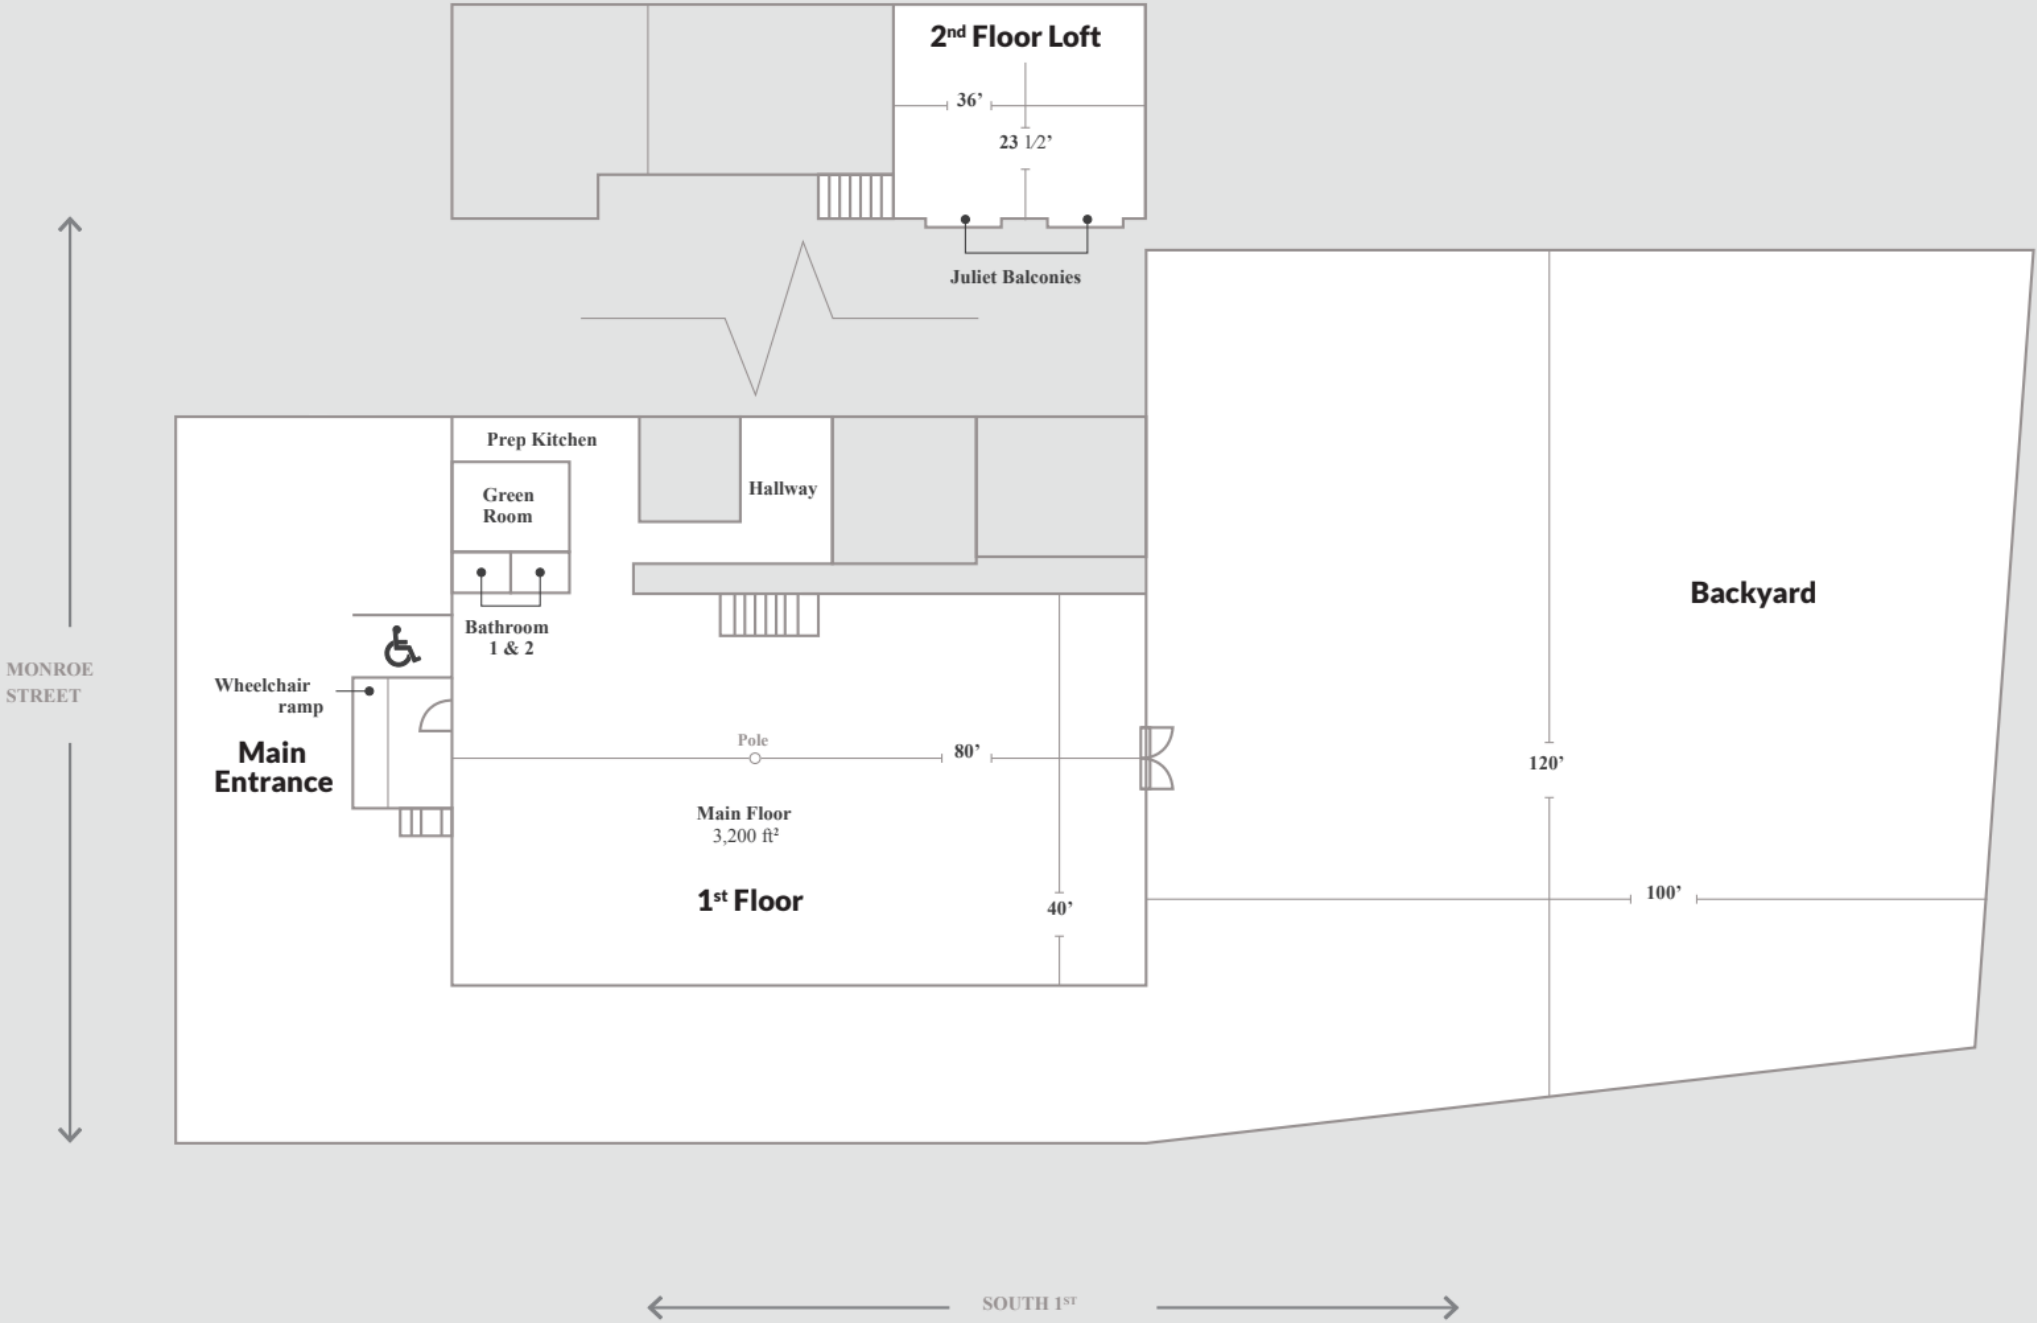 2nd Floor Loft
36’
23 1/2’
Juliet Balconies
Prep Kitchen
Green
Room
Hallway
Bathroom
1 & 2
Backyard
MONROE
STREET
Wheelchair
ramp
Main
Entrance
Pole
80’
120’
Main Floor
3,200 ft²
1st Floor
40’
100’
SOUTH 1ST